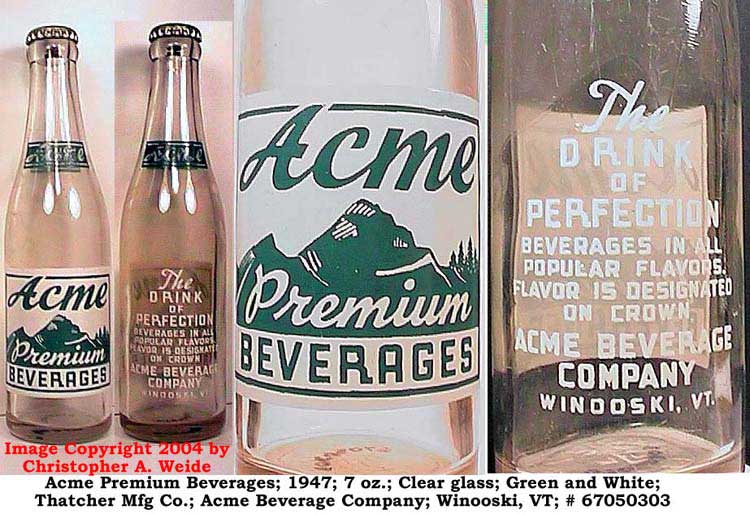 Acme
Acme
Premium
BEVERAGES
The
DRINK
OF
PERFECTION
BEVERAGES IN ALL
POPULAR FLAVORS.
FLAVOR IS DESIGNATED
ON CROWN
ACME BEVERAGE
COMPANY
WINOOSKI, VT.
Acme
Premium
BEVERAGES
The
DRINK
OF
PERFECTION
BEVERAGES IN ALL
POPULAR FLAVORS.
FLAVOR IS DESIGNATED
ON CROWN
ACME BEVERAGE
COMPANY
WINOOSKI, VT.
Image Copyright 2004 by
Christopher A. Weide
Acme Premium Beverages; 1947; 7 oz.; Clear glass; Green and White;
Thatcher Mfg Co.; Acme Beverage Company; Winooski, VT; # 67050303